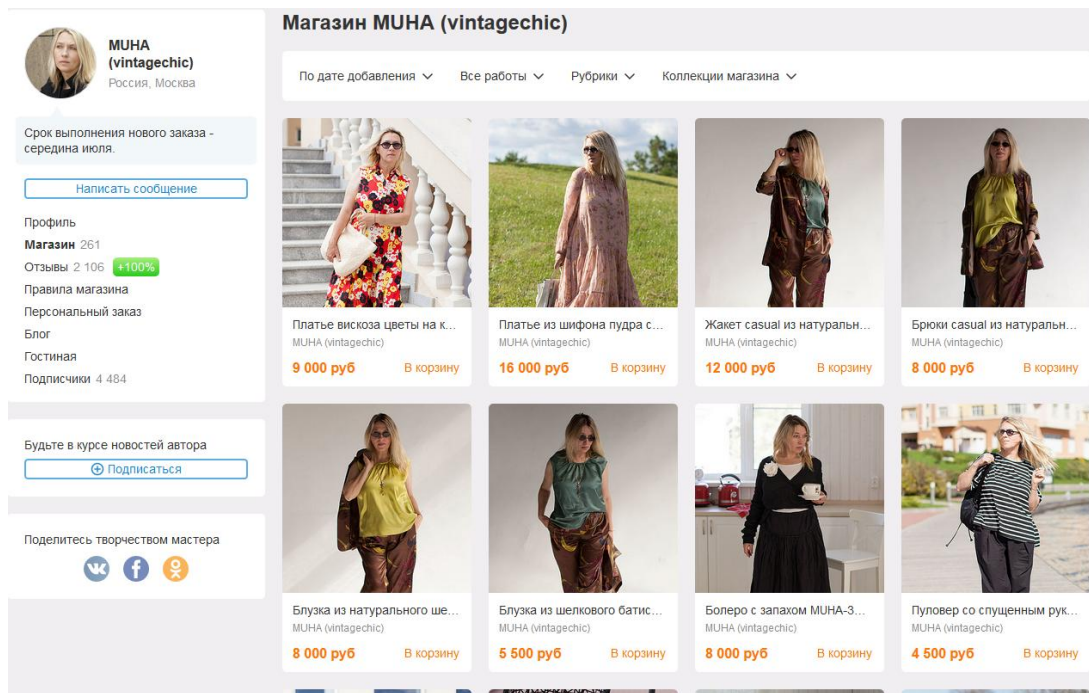 Магазин MUHA (vintagechic)
MUHA
(vintagechic)
Россия, Москва
Срок выполнения нового заказа -
середина июля.
Написать сообщение
Профиль
Магазин 261
Отзывы 2 106 +100%
Правила магазина
Персональный заказ
Блог
Гостиная
Подписчики 4 484
Будьте в курсе новостей автора
Подписаться
Поделитесь творчеством мастера
По дате добавления Все работы Рубрики Коллекции магазина
Платье вискоза цветы на к...
MUHA (vintagechic)
9 000 руб В корзину
Платье из шифона пудра с...
MUHA (vintagechic)
16 000 руб В корзину
Жакет casual из натуральн...
MUHA (vintagechic)
12 000 руб В корзину
Брюки casual из натуральн...
MUHA (vintagechic)
8 000 руб В корзину
Блузка из натурального ше...
MUHA (vintagechic)
8 000 руб В корзину
Блузка из шелкового батис...
MUHA (vintagechic)
5 500 руб В корзину
Болеро с запахом MUHA-3...
MUHA (vintagechic)
8 000 руб В корзину
Пуловер со спущенным рук...
MUHA (vintagechic)
4 500 руб В корзину